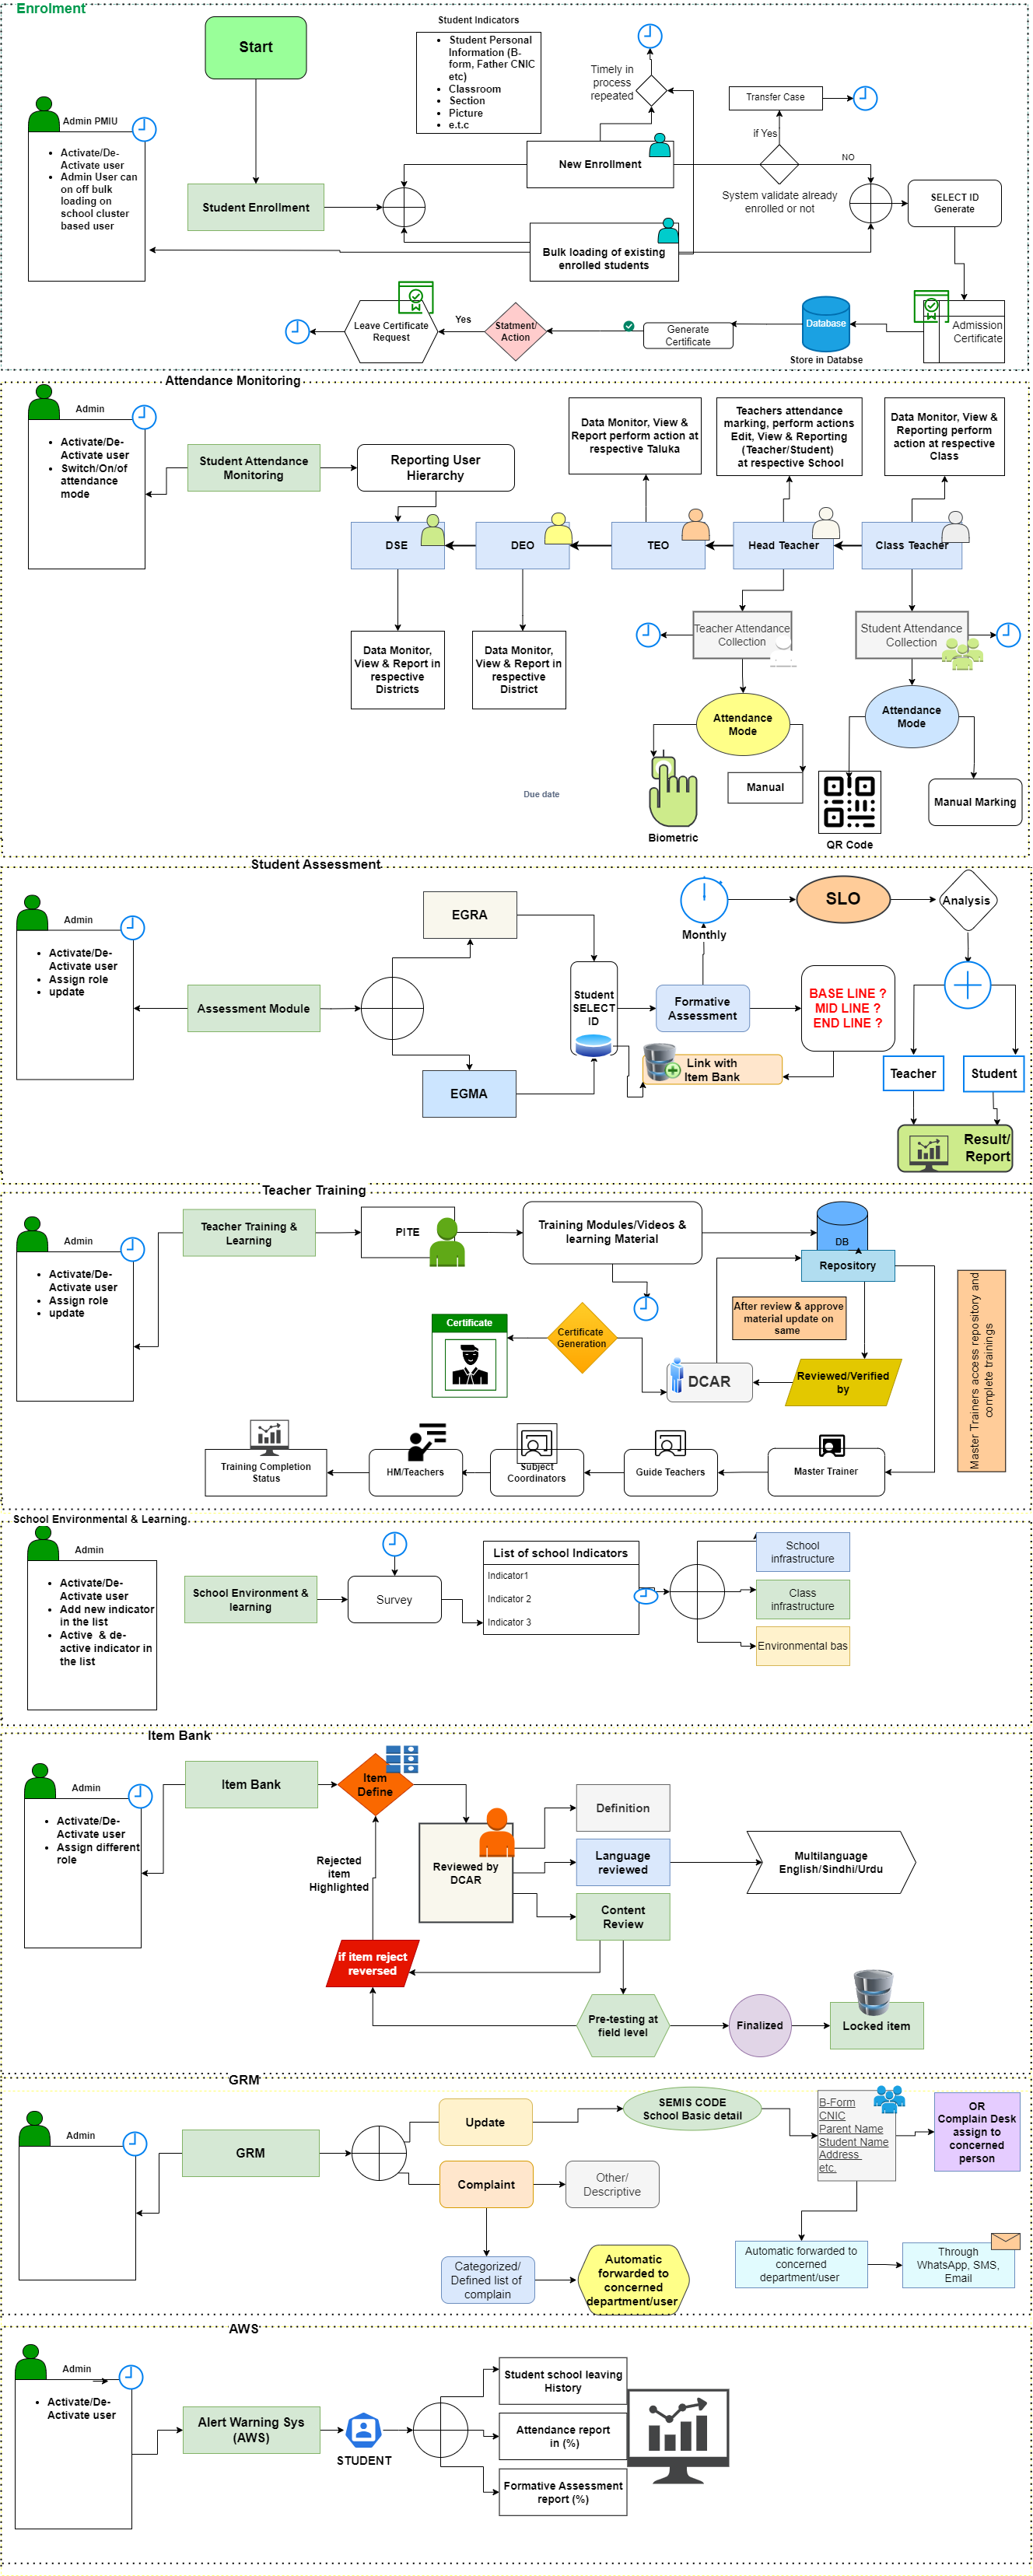 Enrolment
Start
Student Indicators
Student Personal
Information (B-
form, Father CNIC
etc)
Classroom
Section
Picture
e.t.c
Timely in
process
repeated
Transfer Case
if Yes
Admin PMIU
Activate/De-
Activate user
Admin User can
on off bulk
loading on
school cluster
based user
Student Enrollment
New Enrollment
NO
System validate already
enrolled or not
SELECT ID
Generate
Bulk loading of existing
enrolled students
Leave Certificate
Request
Yes
Statment/
Action
Generate
Certificate
Database
Store in Databse
Admission
Certificate
Attendance Monitoring
Admin
Activate/De-
Activate user
Switch/On/of
attendance
mode
Student Attendance
Monitoring
Reporting User
Hierarchy
Data Monitor, View &
Report perform action at
respective Taluka
Teachers attendance
marking, perform actions
Edit, View & Reporting
(Teacher/Student)
at respective School
Data Monitor, View &
Reporting perform
action at respective
Class
DSE
DEO
TEO
Head Teacher
Class Teacher
Data Monitor,
View & Report in
respective
Districts
Data Monitor,
View & Report in
respective
District
Teacher Attendance
Collection
Student Attendance
Collection
Attendance
Mode
Attendance
Mode
Due date
Biometric
Manual
QR Code
Manual Marking
Student Assessment
Admin
Activate/De-
Activate user
Assign role
update
Assessment Module
EGRA
EGMA
Student
SELECT
ID
Monthly
SLO
Analysis
Formative
Assessment
BASE LINE ?
MID LINE ?
END LINE ?
Link with
Item Bank
Teacher
Student
Result/
Report
Teacher Training
Admin
Activate/De-
Activate user
Assign role
update
Teacher Training &
Learning
PITE
Training Modules/Videos &
learning Material
DB
Repository
After review & approve
material update on
same
Certificate
Certificate
Generation
DCAR
Reviewed/Verified
by
Master Trainers access repository and
complete trainings
Training Completion
Status
HM/Teachers
Subject
Coordinators
Guide Teachers
Master Trainer
School Environmental & Learning
Admin
Activate/De-
Activate user
Add new indicator
in the list
Active & de-
active indicator in
the list
School Environment &
learning
Survey
List of school Indicators
Indicator1
Indicator 2
Indicator 3
School
infrastructure
Class
infrastructure
Environmental bas
Item Bank
Admin
Activate/De-
Activate user
Assign different
role
Item Bank
Item
Define
Rejected
item
Highlighted
Reviewed by
DCAR
Definition
Language
reviewed
Multilanguage
English/Sindhi/Urdu
Content
Review
if item reject
reversed
Pre-testing at
field level
Finalized
Locked item
GRM
Admin
GRM
Update
Complaint
SEMIS CODE
School Basic detail
B-Form
CNIC
Parent Name
Student Name
Address
etc.
OR
Complain Desk
assign to
concerned
person
Other/
Descriptive
Categorized/
Defined list of
complain
Automatic
forwarded to
concerned
department/user
Automatic forwarded to
concerned
department/user
Through
WhatsApp, SMS,
Email
AWS
Admin
Activate/De-
Activate user
Alert Warning Sys
(AWS)
STUDENT
Student school leaving
History
Attendance report
in (%)
Formative Assessment
report (%)